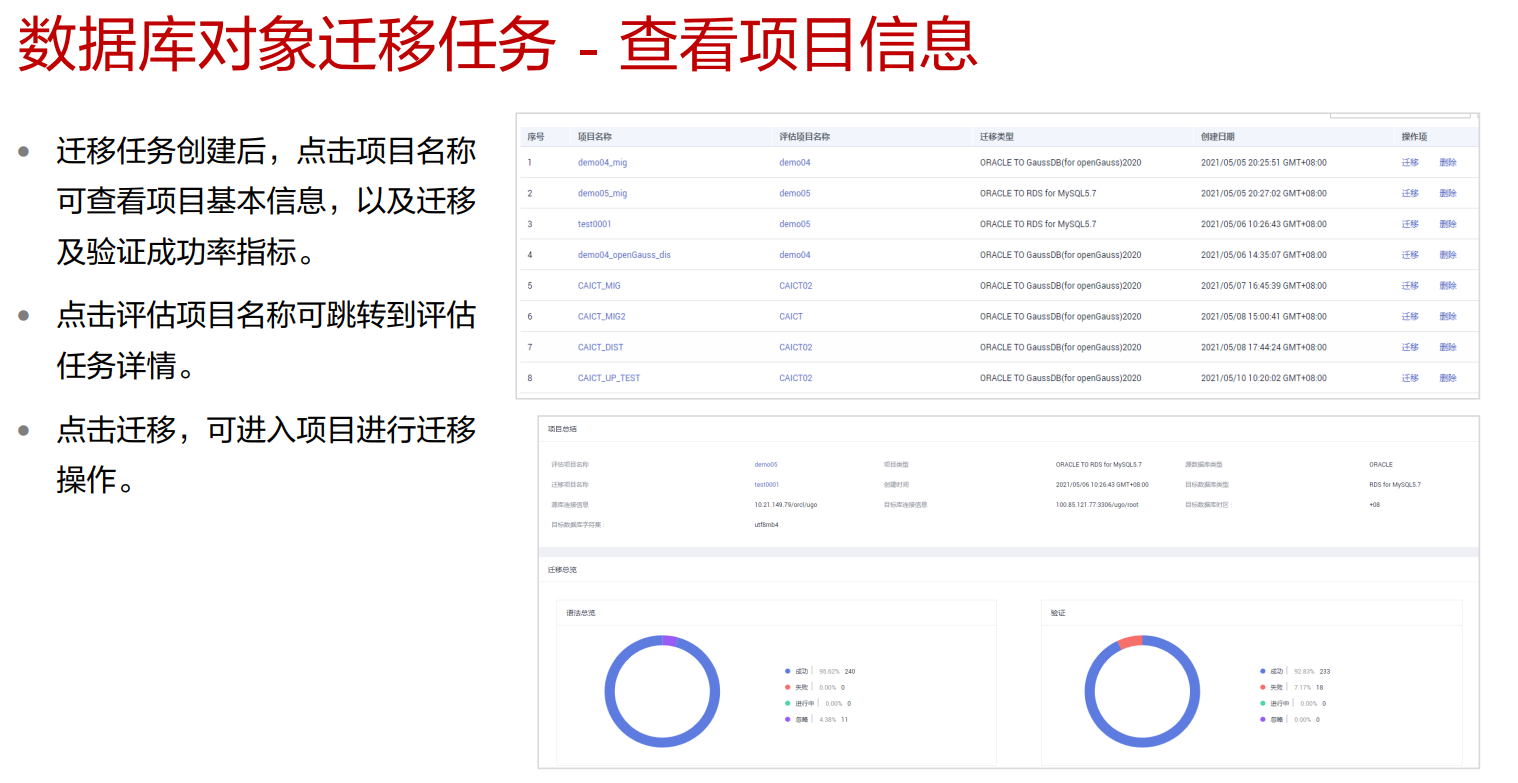 数据库对象迁移任务 - 查看项目信息
• 迁移任务创建后，点击项目名称
可查看项目基本信息，以及迁移
及验证成功率指标。
• 点击评估项目名称可跳转到评估
任务详情。
• 点击迁移，可进入项目进行迁移
操作。
序号 项目名称 评估项目名称 迁移类型 创建日期 操作项
1 demo04_mig demo04 ORACLE TO GaussDB(for openGauss)2020 2021/05/05 20:25:51 GMT+08:00 迁移 删除
2 demo05_mig demo05 ORACLE TO RDS for MySQL5.7 2021/05/05 20:27:02 GMT+08:00 迁移 删除
3 test0001 demo05 ORACLE TO RDS for MySQL5.7 2021/05/06 10:26:43 GMT+08:00 迁移 删除
4 demo04_openGauss_dis demo04 ORACLE TO GaussDB(for openGauss)2020 2021/05/06 14:35:07 GMT+08:00 迁移 删除
5 CAICT_MIG CAICT02 ORACLE TO GaussDB(for openGauss)2020 2021/05/07 16:45:39 GMT+08:00 迁移 删除
6 CAICT_MIG2 CAICT ORACLE TO GaussDB(for openGauss)2020 2021/05/08 15:00:41 GMT+08:00 迁移 删除
7 CAICT_DIST CAICT02 ORACLE TO GaussDB(for openGauss)2020 2021/05/08 17:44:24 GMT+08:00 迁移 删除
8 CAICT_UP_TEST CAICT02 ORACLE TO GaussDB(for openGauss)2020 2021/05/10 10:20:02 GMT+08:00 迁移 删除
项目总结
评估项目名称 demo05 项目类型 ORACLE TO RDS for MySQL5.7 源数据库类型 ORACLE
迁移项目名称 test0001 创建时间 2021/05/06 10:26:43 GMT+08:00 目标数据库类型 RDS for MySQL5.7
源库连接信息 10.21.149.79/orcl/ugo 目标库连接信息 100.85.121.77:3306/ugo/root 目标数据库时区: +08
目标数据库字符集: utf8mb4
迁移总览
语法总览 验证
成功 95.62% 240 成功 92.83% 233
失败 0.00% 0 失败 7.17% 18
进行中 0.00% 0 进行中 0.00% 0
忽略 4.38% 11 忽略 0.00% 0